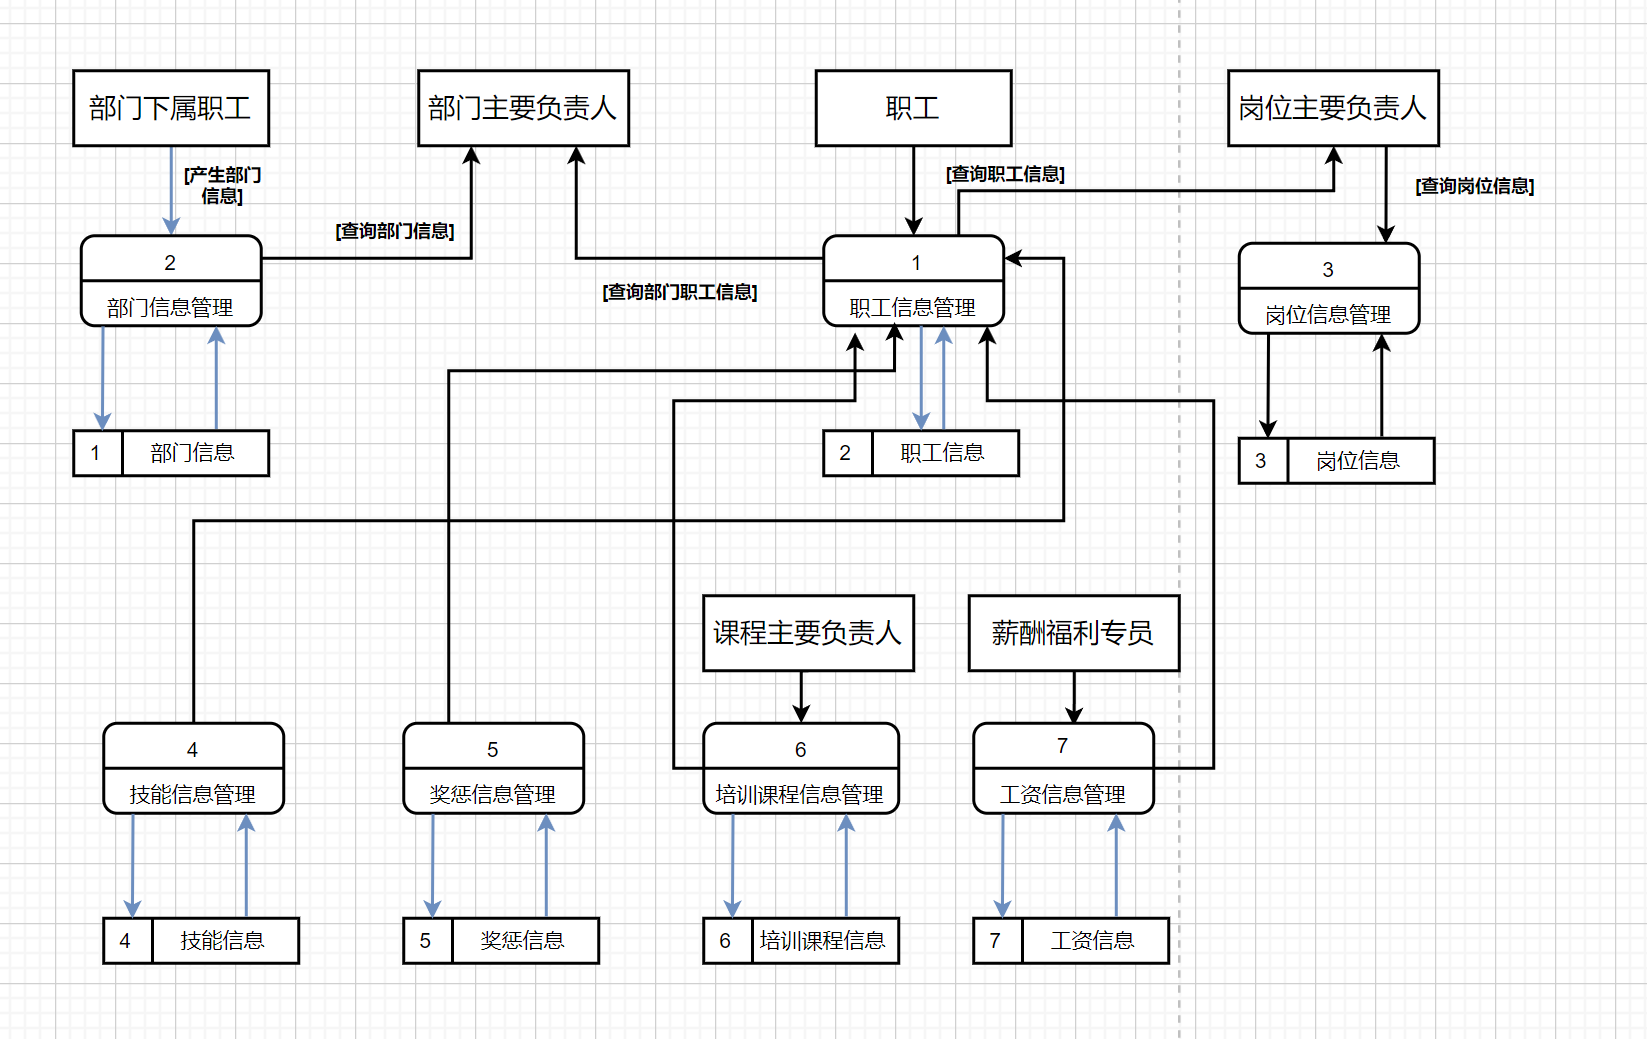 部门下属职工
部门主要负责人
职工
岗位主要负责人
[产生部门
信息]
[查询职工信息]
[查询岗位信息]
[查询部门信息]
2
部门信息管理
1
职工信息管理
3
岗位信息管理
[查询部门职工信息]
1
部门信息
2
职工信息
3
岗位信息
课程主要负责人
薪酬福利专员
4
技能信息管理
5
奖惩信息管理
6
培训课程信息管理
7
工资信息管理
4
技能信息
5
奖惩信息
6
培训课程信息
7
工资信息